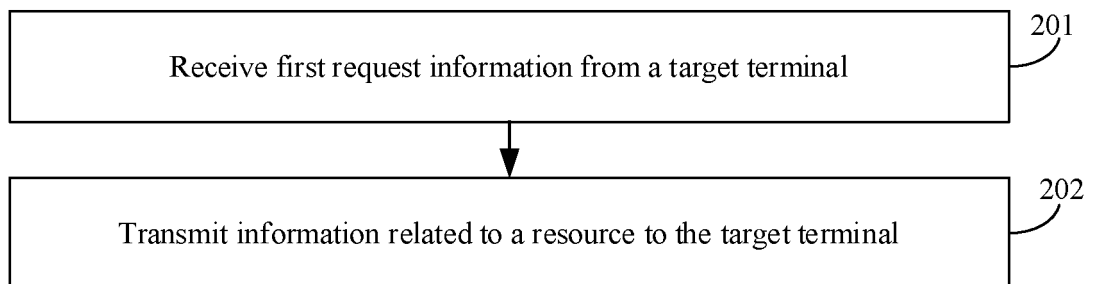 201
Receive first request information from a target terminal
202
Transmit information related to a resource to the target terminal